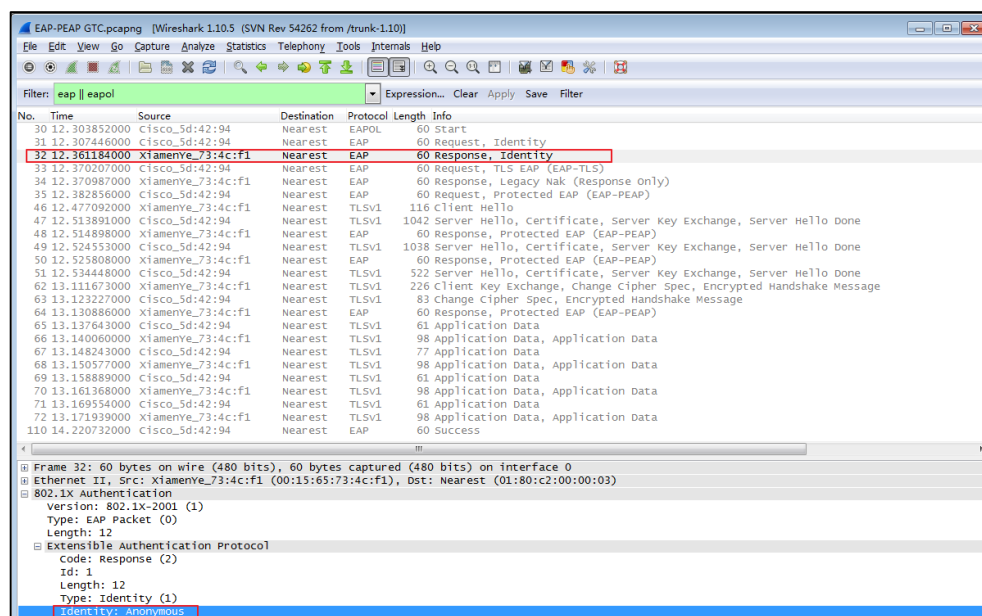 EAP-PEAP GTC.pcapng [Wireshark 1.10.5 (SVN Rev 54262 from /trunk-1.10)]
File Edit View Go Capture Analyze Statistics Telephony Tools Internals Help
Filter: eap || eapol Expression... Clear Apply Save Filter
No. Time Source Destination Protocol Length Info
30 12.303852000 Cisco_5d:42:94 Nearest EAPOL 60 Start
31 12.307446000 Cisco_5d:42:94 Nearest EAP 60 Request, Identity
32 12.361184000 XiamenYe_73:4c:f1 Nearest EAP 60 Response, Identity
33 12.370207000 Cisco_5d:42:94 Nearest EAP 60 Request, TLS EAP (EAP-TLS)
34 12.370987000 XiamenYe_73:4c:f1 Nearest EAP 60 Response, Legacy Nak (Response Only)
35 12.382856000 Cisco_5d:42:94 Nearest EAP 60 Request, Protected EAP (EAP-PEAP)
46 12.477092000 XiamenYe_73:4c:f1 Nearest TLSv1 116 Client Hello
47 12.513891000 Cisco_5d:42:94 Nearest TLSv1 1042 Server Hello, Certificate, Server Key Exchange, Server Hello Done
48 12.514898000 XiamenYe_73:4c:f1 Nearest EAP 60 Response, Protected EAP (EAP-PEAP)
49 12.524553000 Cisco_5d:42:94 Nearest TLSv1 1038 Server Hello, Certificate, Server Key Exchange, Server Hello Done
50 12.525808000 XiamenYe_73:4c:f1 Nearest EAP 60 Response, Protected EAP (EAP-PEAP)
51 12.534448000 Cisco_5d:42:94 Nearest TLSv1 522 Server Hello, Certificate, Server Key Exchange, Server Hello Done
62 13.111673000 XiamenYe_73:4c:f1 Nearest TLSv1 226 Client Key Exchange, Change Cipher Spec, Encrypted Handshake Message
63 13.123227000 Cisco_5d:42:94 Nearest TLSv1 83 Change Cipher Spec, Encrypted Handshake Message
64 13.130886000 XiamenYe_73:4c:f1 Nearest EAP 60 Response, Protected EAP (EAP-PEAP)
65 13.137643000 Cisco_5d:42:94 Nearest TLSv1 61 Application Data
66 13.140060000 XiamenYe_73:4c:f1 Nearest TLSv1 98 Application Data, Application Data
67 13.148243000 Cisco_5d:42:94 Nearest TLSv1 77 Application Data
68 13.150577000 XiamenYe_73:4c:f1 Nearest TLSv1 98 Application Data, Application Data
69 13.158889000 Cisco_5d:42:94 Nearest TLSv1 61 Application Data
70 13.161368000 XiamenYe_73:4c:f1 Nearest TLSv1 98 Application Data, Application Data
71 13.169554000 Cisco_5d:42:94 Nearest TLSv1 61 Application Data
72 13.171939000 XiamenYe_73:4c:f1 Nearest TLSv1 98 Application Data, Application Data
110 14.220732000 Cisco_5d:42:94 Nearest EAP 60 Success
Frame 32: 60 bytes on wire (480 bits), 60 bytes captured (480 bits) on interface 0
Ethernet II, Src: XiamenYe_73:4c:f1 (00:15:65:73:4c:f1), Dst: Nearest (01:80:c2:00:00:03)
802.1X Authentication
Version: 802.1X-2001 (1)
Type: EAP Packet (0)
Length: 12
Extensible Authentication Protocol
Code: Response (2)
Id: 1
Length: 12
Type: Identity (1)
Identity: Anonymous